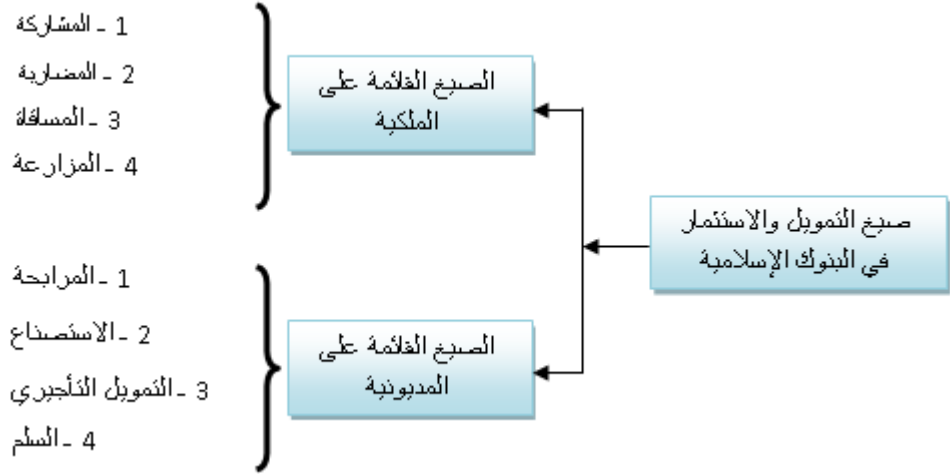 صيغ التمويل والاستثمار
في البنوك الإسلامية
الصيغ القائمة على
الملكية
1 ـ المشاركة
2 ـ المضاربة
3 ـ المساقاة
4 ـ المزارعة
الصيغ القائمة على
المديونية
1 ـ المرابحة
2 ـ الاستصناع
3 ـ التمويل التأجيري
4 ـ السلم